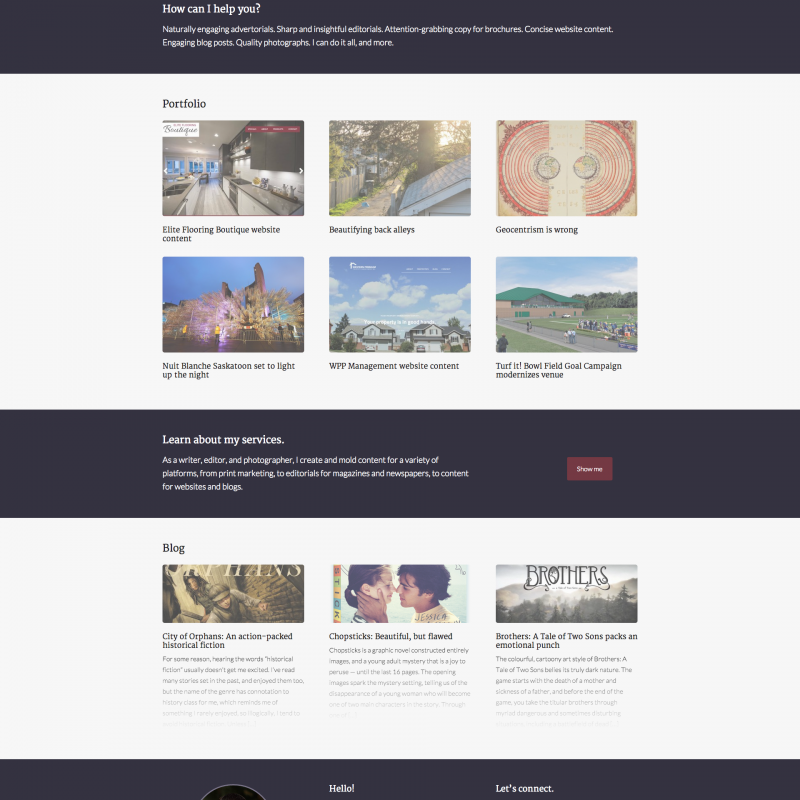 How can I help you?
Naturally engaging advertorials. Sharp and insightful editorials. Attention-grabbing copy for brochures. Concise website content.
Engaging blog posts. Quality photographs. I can do it all, and more.
Portfolio
Boutique
Elite Flooring Boutique website
content
Beautifying back alleys
Geocentrism is wrong
Your property is in good hands
Nuit Blanche Saskatoon set to light
up the night
WPP Management website content
Turf it! Bowl Field Goal Campaign
modernizes venue
Learn about my services.
As a writer, editor, and photographer, I create and mold content for a variety of
platforms, from print marketing, to editorials for magazines and newspapers, to content
for websites and blogs.
Show me
Blog
STICK
JESSICA
BROTHERS
City of Orphans: An action-packed
historical fiction
For some reason, hearing the words "historical
fiction" usually doesn't get me excited. I've read
many stories set in the past, and enjoyed them too,
but the name of the genre has connotation to
history class for me, which reminds me of
something I rarely enjoyed, so illogically, I tend to
Chopsticks: Beautiful, but flawed
Chopsticks is a graphic novel constructed entirely
images, and a young adult mystery that is a joy to
peruse — until the last 16 pages. The opening
images spark the mystery setting, telling us of the
disappearance of a young woman who will become
one of two main characters in the story. Through
Brothers: A Tale of Two Sons packs an
emotional punch
The colourful, cartoony art style of Brothers: A
Tale of Two Sons belies its truly dark nature. The
game starts with the death of a mother and
sickness of a father; and before the end of the
game, you take the titular brothers through
myriad dangerous and sometimes disturbing
Hello!
Let's connect.